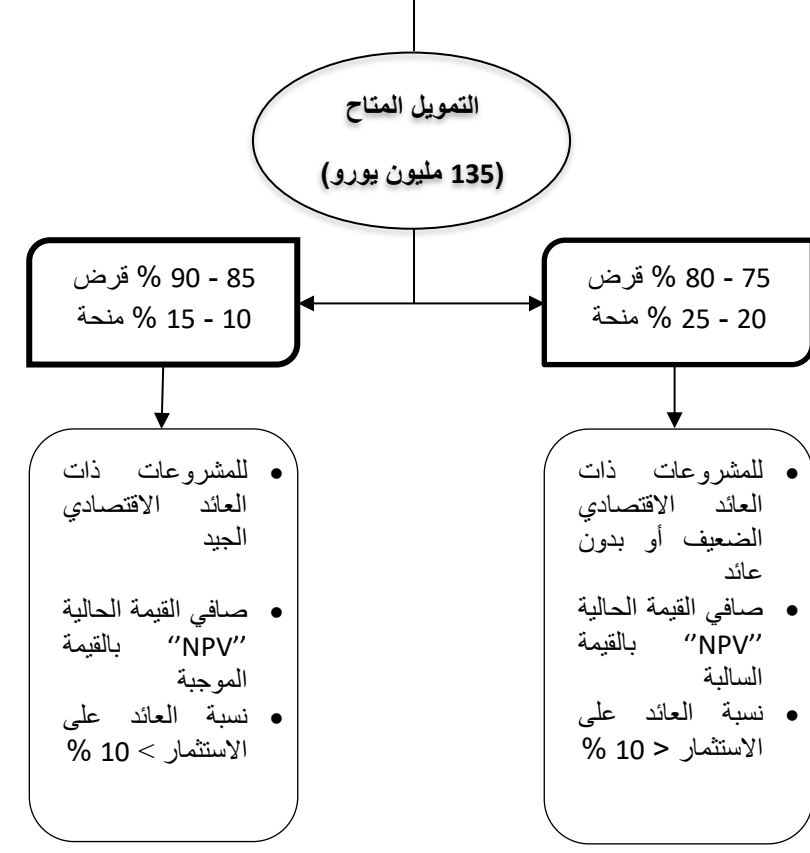 التمويل المتاح
(135 مليون يورو)
75 - 80 % قرض
20 - 25 % منحة
85 - 90 % قرض
10 - 15 % منحة
• للمشروعات ذات
العائد الاقتصادي
الضعيف أو بدون
عائد
• صافي القيمة الحالية
‘‘NPV’’ بالقيمة
السالبة
• نسبة العائد على
الاستثمار < 10 %
• للمشروعات ذات
العائد الاقتصادي
الجيد
• صافي القيمة الحالية
‘‘NPV’’ بالقيمة
الموجبة
• نسبة العائد على
الاستثمار > 10 %